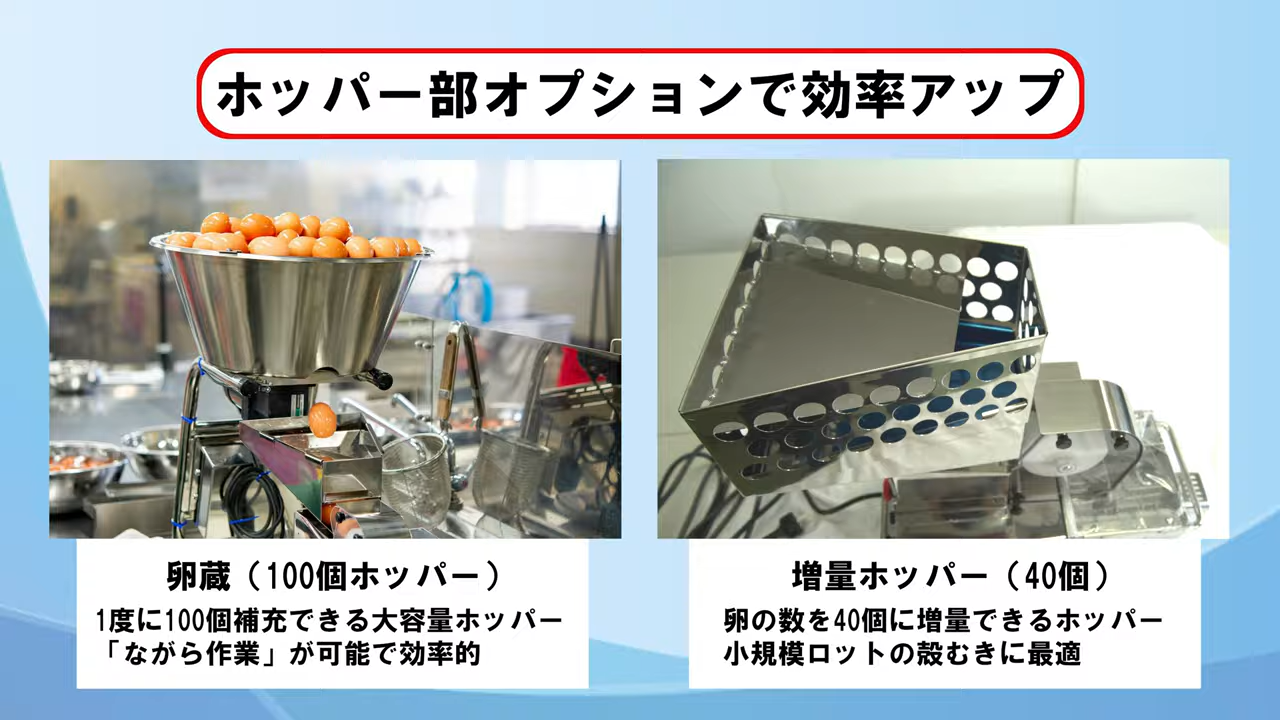 ホッパー部オプションで効率アップ
卵蔵（100個ホッパー）
1度に100個補充できる大容量ホッパー
「ながら作業」が可能で効率的
増量ホッパー（40個）
卵の数を40個に増量できるホッパー
小規模ロットの殻むきに最適